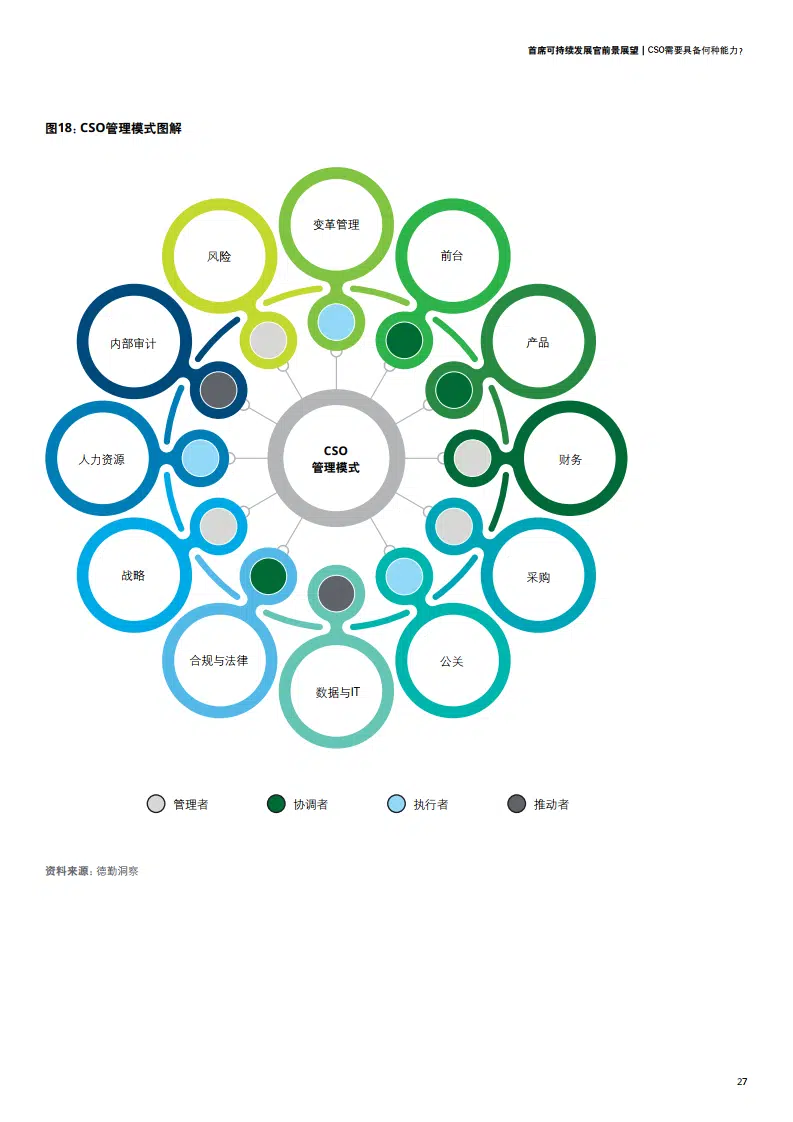 首席可持续发展官前景展望 | CSO需要具备何种能力?
图18: CSO管理模式图解
变革管理
风险
前台
内部审计
产品
人力资源
CSO
管理模式
财务
战略
采购
合规与法律
公关
数据与IT
管理者
协调者
执行者
推动者
资料来源: 德勤洞察
27